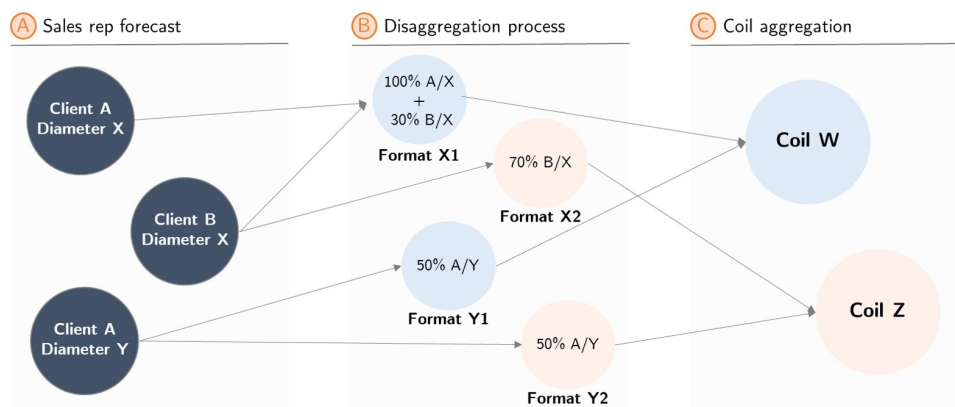 A Sales rep forecast
B Disaggregation process
C Coil aggregation
Client A
Diameter X
Client B
Diameter X
Client A
Diameter Y
100% A/X
+
30% B/X
Format X1
70% B/X
Format X2
50% A/Y
Format Y1
50% A/Y
Format Y2
Coil W
Coil Z